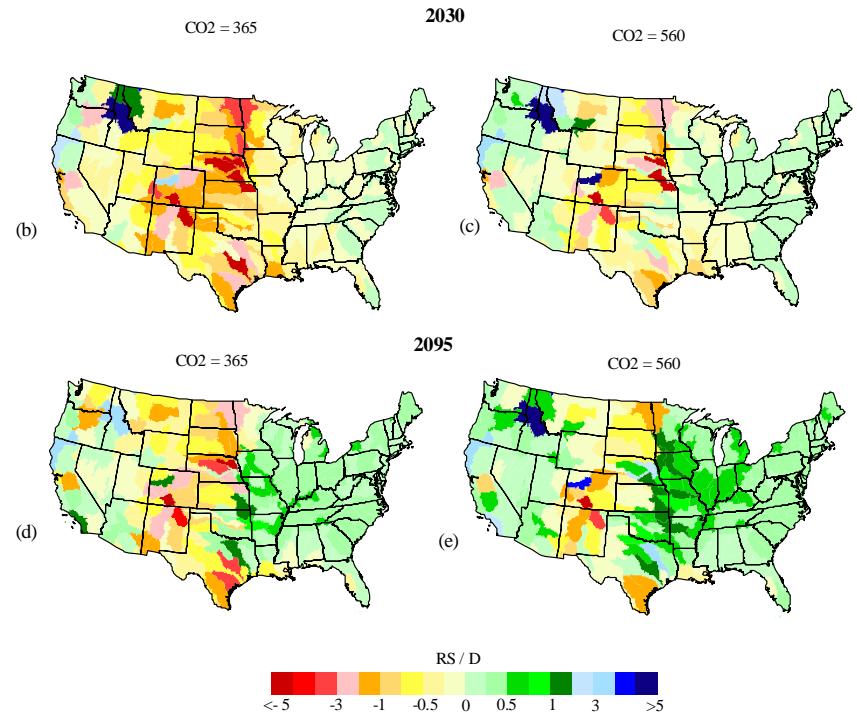 2030
CO2 = 365
CO2 = 560
(b)
(c)
2095
CO2 = 365
CO2 = 560
(d)
(e)
RS / D
<- 5 -3 -1 -0.5 0 0.5 1 3 >5